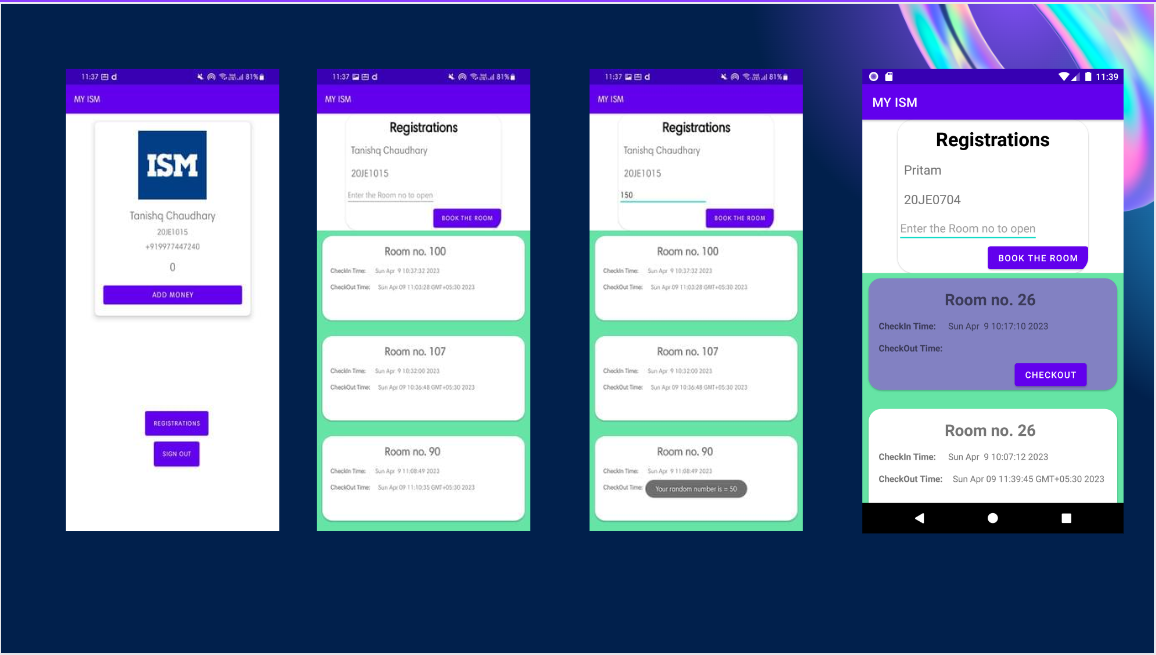 11:37 d 81%
MY ISM
ISM
Tanishq Chaudhary
20JE1015
+919977447240
0
ADD MONEY
REGISTRATIONS
SIGN OUT
11:37 d 81%
MY ISM
Registrations
Tanishq Chaudhary
20JE1015
Enter the Room no to open
BOOK THE ROOM
Room no. 100
CheckIn Time: Sun Apr 9 10:37:32 2023
CheckOut Time: Sun Apr 09 11:03:28 GMT+05:30 2023
Room no. 107
CheckIn Time: Sun Apr 9 10:32:00 2023
CheckOut Time: Sun Apr 09 10:36:48 GMT+05:30 2023
Room no. 90
CheckIn Time: Sun Apr 9 11:08:49 2023
CheckOut Time: Sun Apr 09 11:10:35 GMT+05:30 2023
11:37 d 81%
MY ISM
Registrations
Tanishq Chaudhary
20JE1015
150
BOOK THE ROOM
Room no. 100
CheckIn Time: Sun Apr 9 10:37:32 2023
CheckOut Time: Sun Apr 09 11:03:28 GMT+05:30 2023
Room no. 107
CheckIn Time: Sun Apr 9 10:32:00 2023
CheckOut Time: Sun Apr 09 10:36:48 GMT+05:30 2023
Room no. 90
CheckIn Time: Sun Apr 9 11:08:49 2023
CheckOut Time:
Your random number is = 50
11:39
MY ISM
Registrations
Pritam
20JE0704
Enter the Room no to open
BOOK THE ROOM
Room no. 26
CheckIn Time: Sun Apr 9 10:17:10 2023
CheckOut Time:
CHECKOUT
Room no. 26
CheckIn Time: Sun Apr 9 10:07:12 2023
CheckOut Time: Sun Apr 09 11:39:45 GMT+05:30 2023